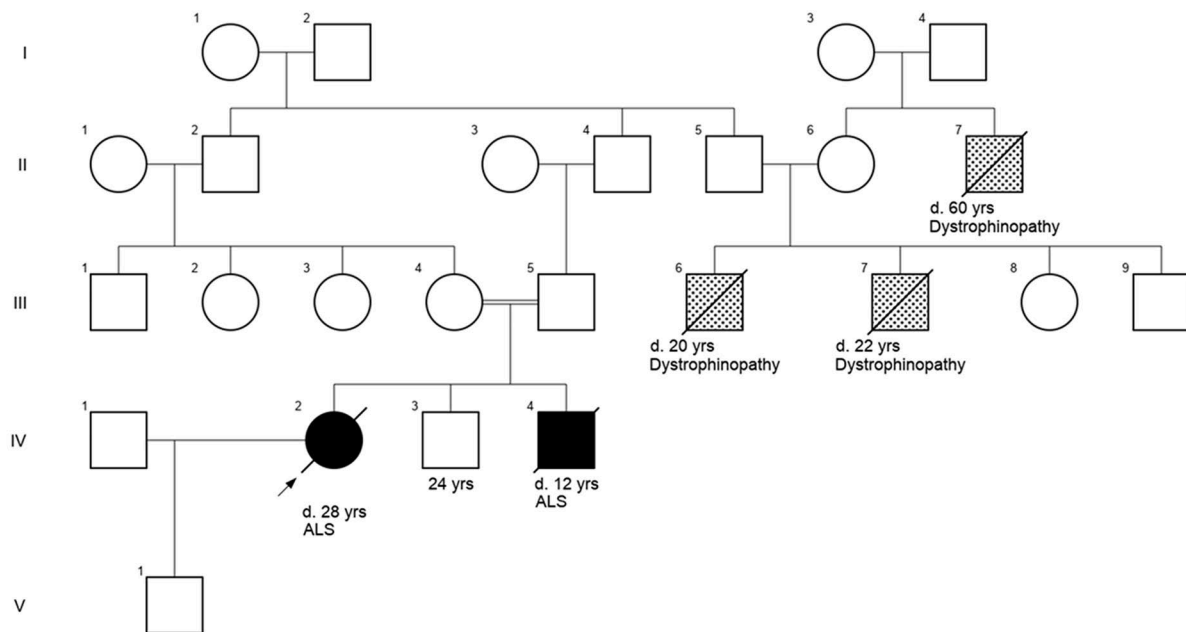 1 2 3 4
I
1 2 3 4 5 6 7
II
d. 60 yrs
Dystrophinopathy
1 2 3 4 5 6 7 8 9
III
d. 20 yrs d. 22 yrs
Dystrophinopathy Dystrophinopathy
1 2 3 4
IV
24 yrs d. 12 yrs
d. 28 yrs ALS
ALS
1
V